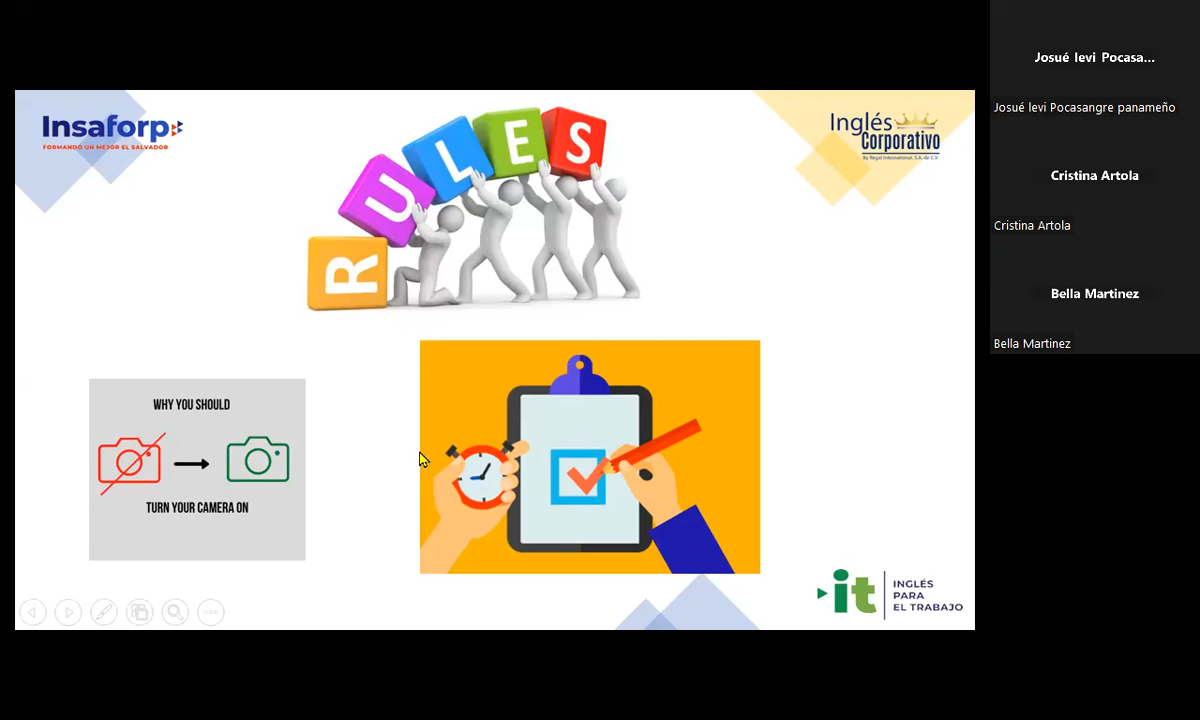 Insaforp
FORMANDO UN MEJOR EL SALVADOR
RULES
Inglés
Corporativo
By Regal International, S.A. de C.V.
WHY YOU SHOULD
TURN YOUR CAMERA ON
it
INGLÉS
PARA
EL TRABAJO
Josué levi Pocasa...
Josué levi Pocasangre panameño
Cristina Artola
Cristina Artola
Bella Martinez
Bella Martinez